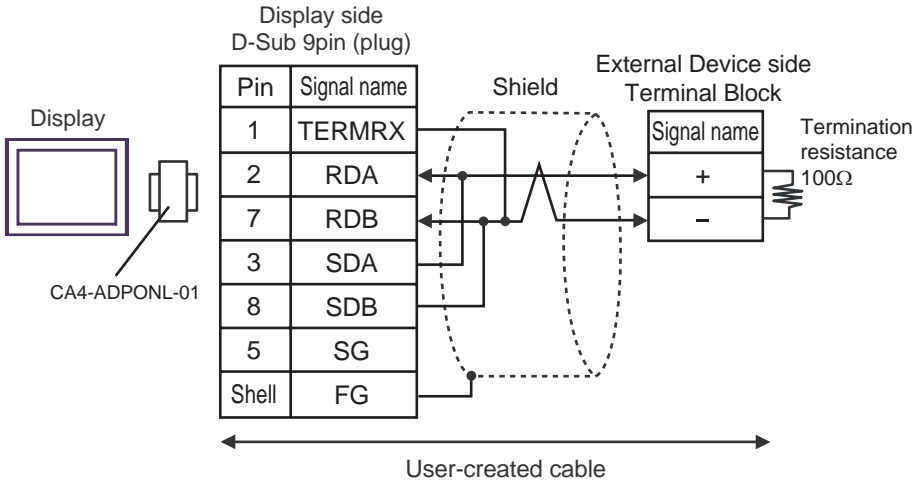 Display side
D-Sub 9pin (plug)
External Device side
Terminal Block
Display
CA4-ADPONL-01
Pin Signal name
1 TERMRX
2 RDA
7 RDB
3 SDA
8 SDB
5 SG
Shell FG
Shield
Signal name
+
–
Termination
resistance
100Ω
User-created cable